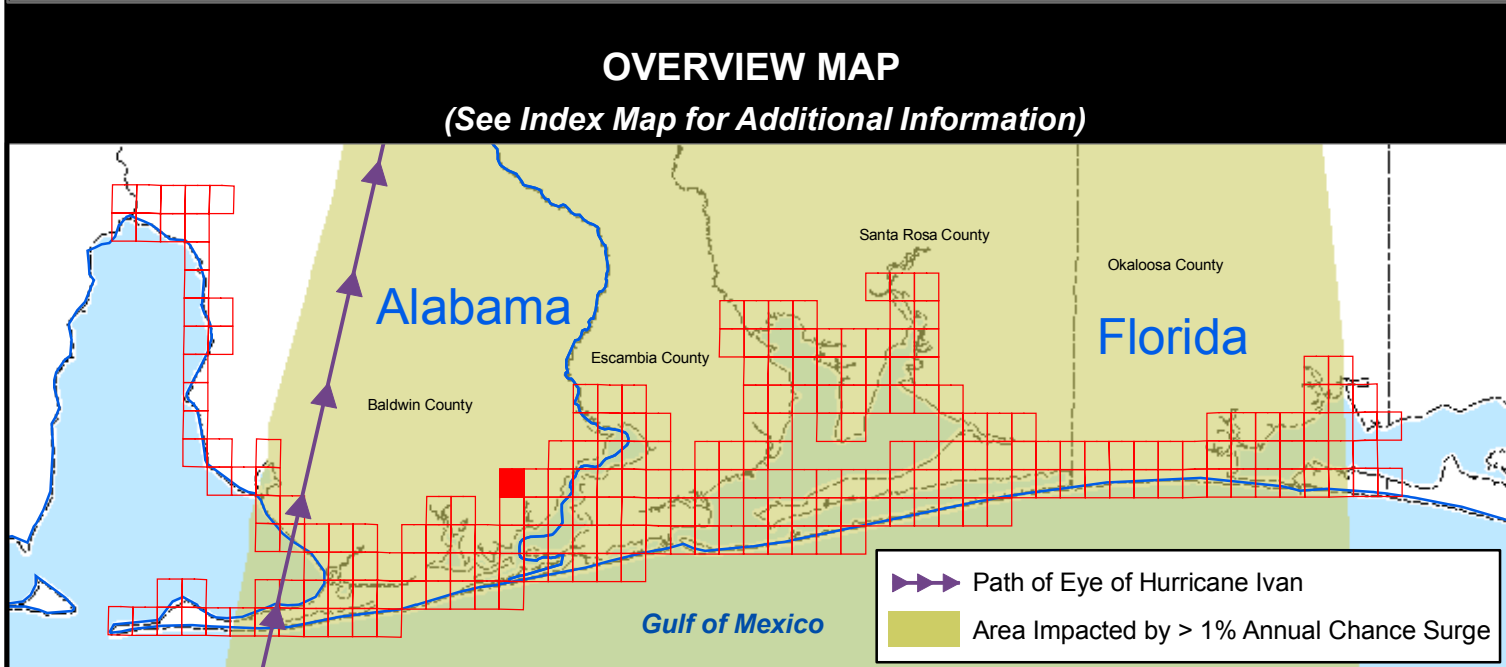 OVERVIEW MAP
(See Index Map for Additional Information)
Santa Rosa County
Okaloosa County
Alabama
Florida
Escambia County
Baldwin County
Gulf of Mexico
Path of Eye of Hurricane Ivan
Area Impacted by > 1% Annual Chance Surge